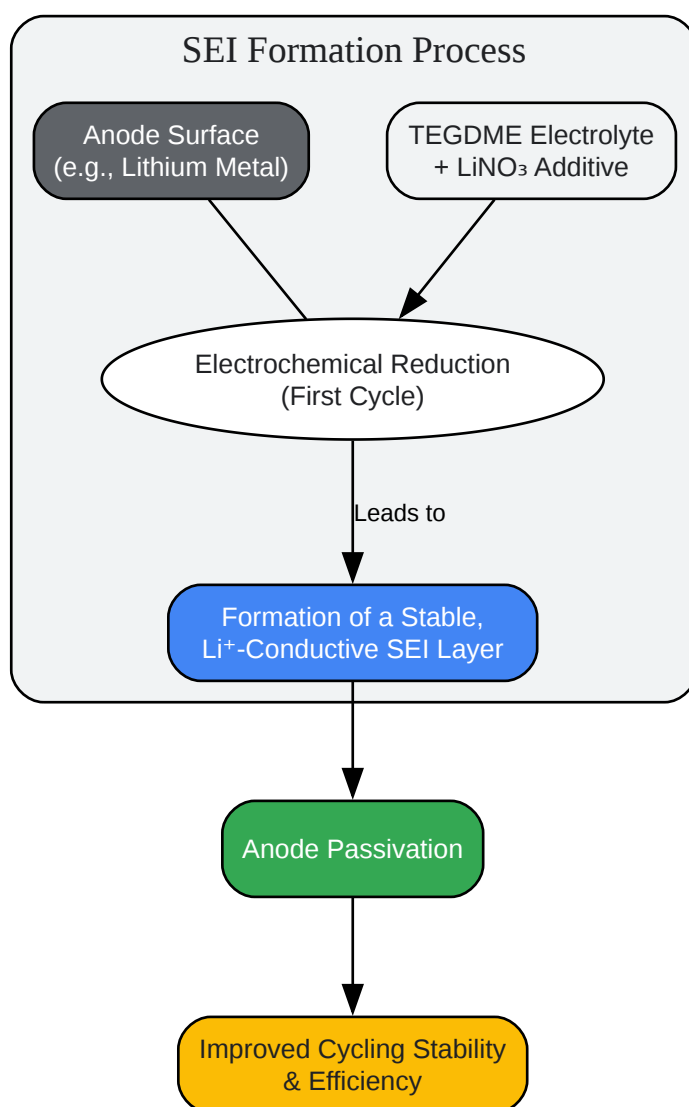 SEI Formation Process
Anode Surface
(e.g., Lithium Metal)
TEGDME Electrolyte
+ LiNO₃ Additive
Electrochemical Reduction
(First Cycle)
Leads to
Formation of a Stable,
Li⁺-Conductive SEI Layer
Anode Passivation
Improved Cycling Stability
& Efficiency